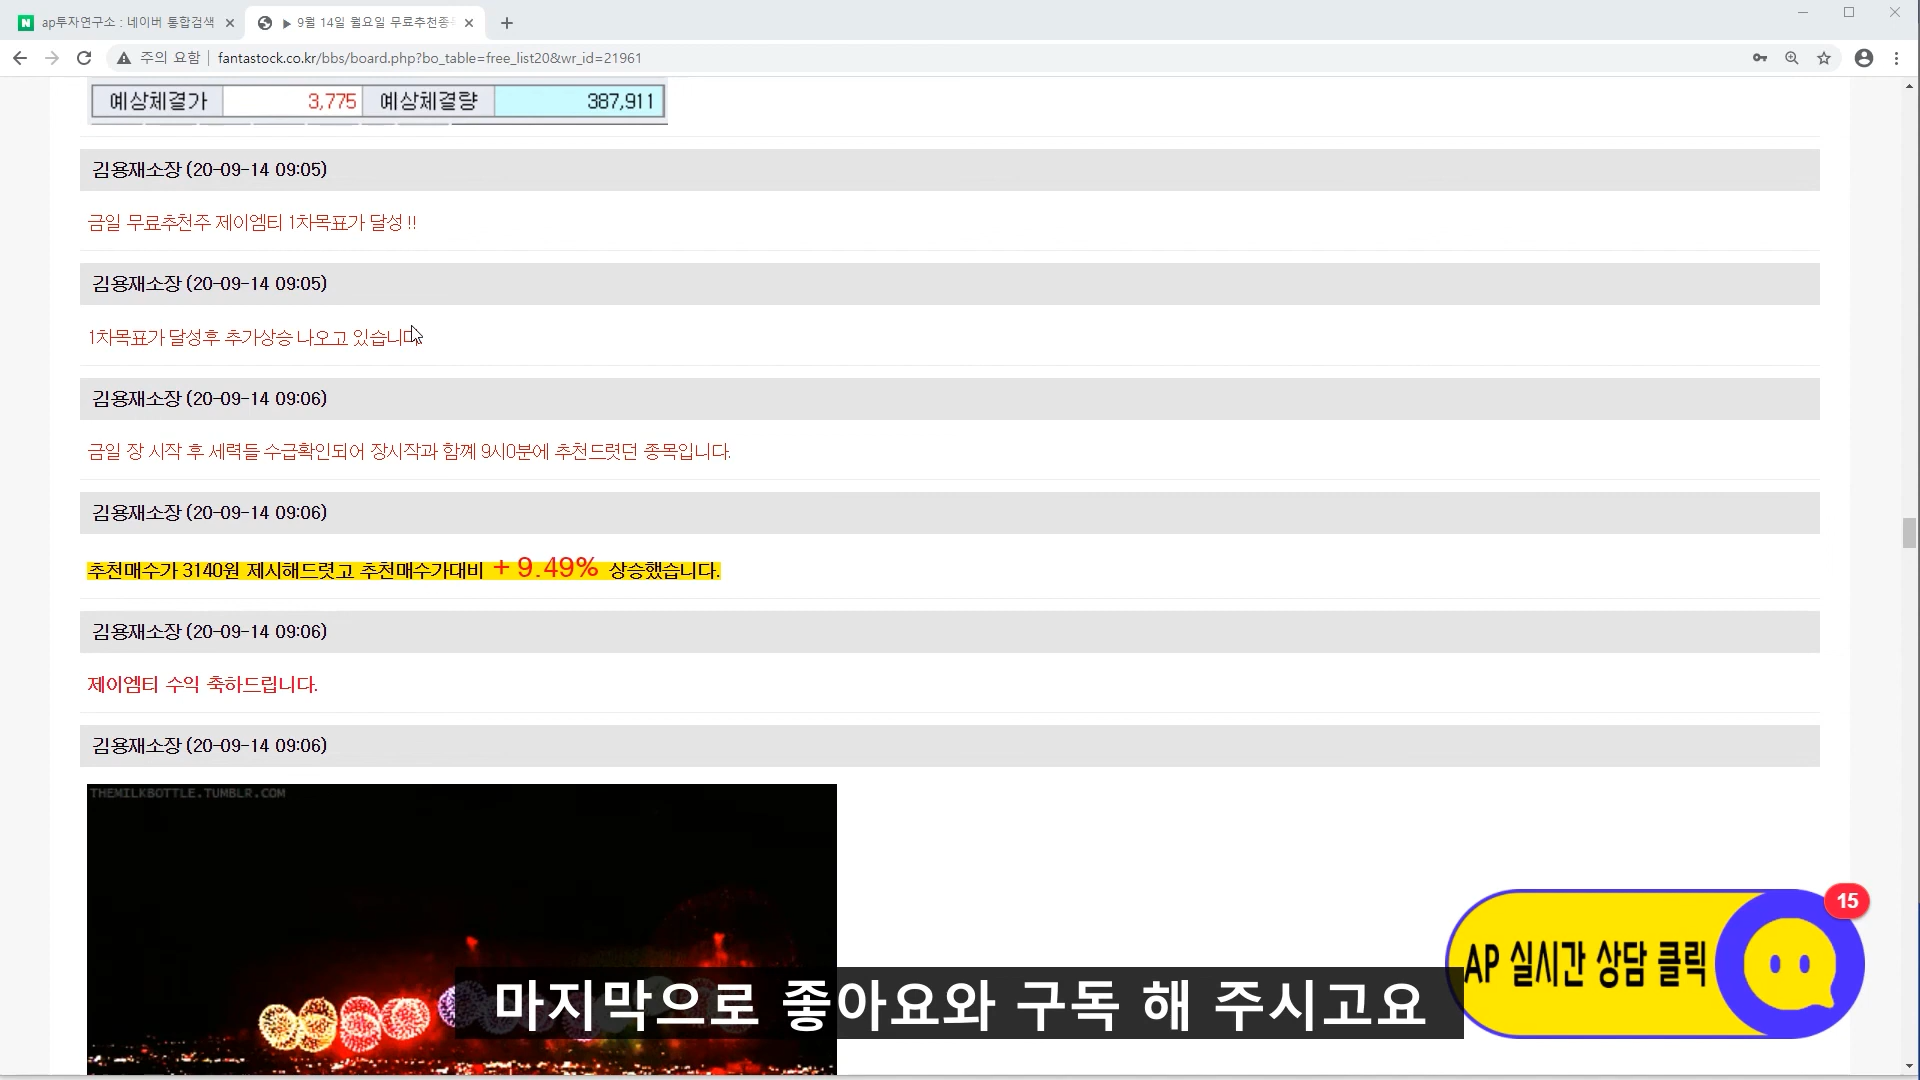 ap투자연구소 : 네이버 통합검색
▶ 9월 14일 월요일 무료추천종
주의 요함
fantastock.co.kr/bbs/board.php?bo_table=free_list20&wr_id=21961
예상체결가 3,775 예상체결량 387,911
김용재소장 (20-09-14 09:05)
금일 무료추천주 제이엠티 1차목표가 달성 !!
김용재소장 (20-09-14 09:05)
1차목표가 달성후 추가상승 나오고 있습니다
김용재소장 (20-09-14 09:06)
금일 장 시작 후 세력들 수급확인되어 장시작과 함께 9시0분에 추천드렷던 종목입니다.
김용재소장 (20-09-14 09:06)
추천매수가 3140원 제시해드렷고 추천매수가대비 + 9.49% 상승했습니다.
김용재소장 (20-09-14 09:06)
제이엠티 수익 축하드립니다.
김용재소장 (20-09-14 09:06)
THEMILKBOTTLE.TUMBLR.COM
15
AP 실시간 상담 클릭
마지막으로 좋아요와 구독 해 주시고요